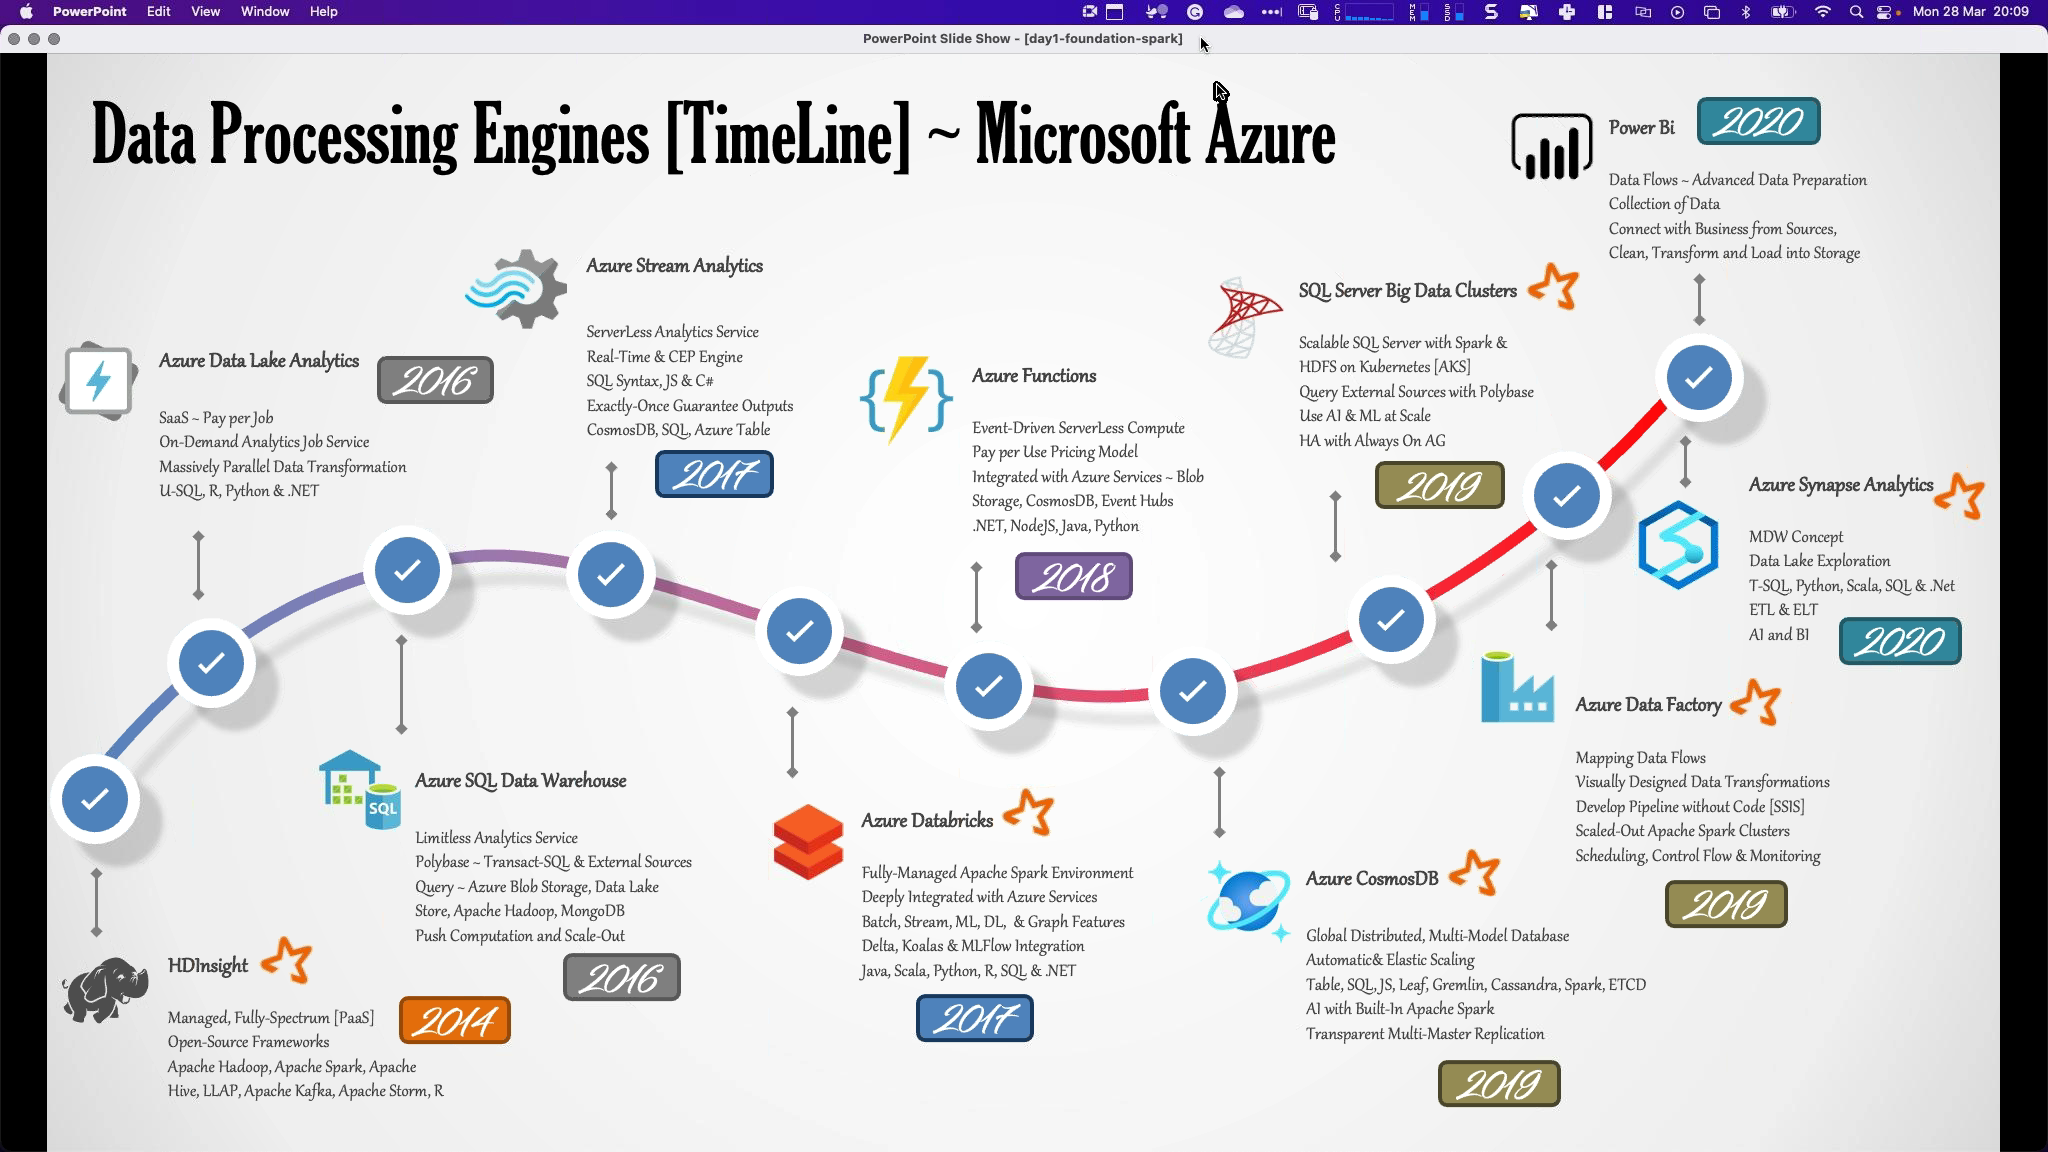 PowerPoint Edit View Window Help
CPU MEM SSD Mon 28 Mar 20:09
PowerPoint Slide Show - [day1-foundation-spark]
Data Processing Engines [TimeLine] ~ Microsoft Azure
Power Bi
2020
Data Flows ~ Advanced Data Preparation
Collection of Data
Connect with Business from Sources,
Clean, Transform and Load into Storage
Azure Stream Analytics
ServerLess Analytics Service
Real-Time & CEP Engine
SQL Syntax, JS & C#
Exactly-Once Guarantee Outputs
CosmosDB, SQL, Azure Table
2017
SQL Server Big Data Clusters
Scalable SQL Server with Spark &
HDFS on Kubernetes [AKS]
Query External Sources with Polybase
Use AI & ML at Scale
HA with Always On AG
2019
Azure Data Lake Analytics
2016
SaaS ~ Pay per Job
On-Demand Analytics Job Service
Massively Parallel Data Transformation
U-SQL, R, Python & .NET
Azure Functions
Event-Driven ServerLess Compute
Pay per Use Pricing Model
Integrated with Azure Services ~ Blob
Storage, CosmosDB, Event Hubs
.NET, NodeJS, Java, Python
2018
Azure Synapse Analytics
MDW Concept
Data Lake Exploration
T-SQL, Python, Scala, SQL & .Net
ETL & ELT
AI and BI
2020
Azure Data Factory
Mapping Data Flows
Visually Designed Data Transformations
Develop Pipeline without Code [SSIS]
Scaled-Out Apache Spark Clusters
Scheduling, Control Flow & Monitoring
2019
SQL
Azure SQL Data Warehouse
Limitless Analytics Service
Polybase ~ Transact-SQL & External Sources
Query ~ Azure Blob Storage, Data Lake
Store, Apache Hadoop, MongoDB
Push Computation and Scale-Out
2016
Azure Databricks
Fully-Managed Apache Spark Environment
Deeply Integrated with Azure Services
Batch, Stream, ML, DL, & Graph Features
Delta, Koalas & MLFlow Integration
Java, Scala, Python, R, SQL & .NET
2017
Azure CosmosDB
Global Distributed, Multi-Model Database
Automatic& Elastic Scaling
Table, SQL, JS, Leaf, Gremlin, Cassandra, Spark, ETCD
AI with Built-In Apache Spark
Transparent Multi-Master Replication
2019
HDInsight
2014
Managed, Fully-Spectrum [PaaS]
Open-Source Frameworks
Apache Hadoop, Apache Spark, Apache
Hive, LLAP, Apache Kafka, Apache Storm, R